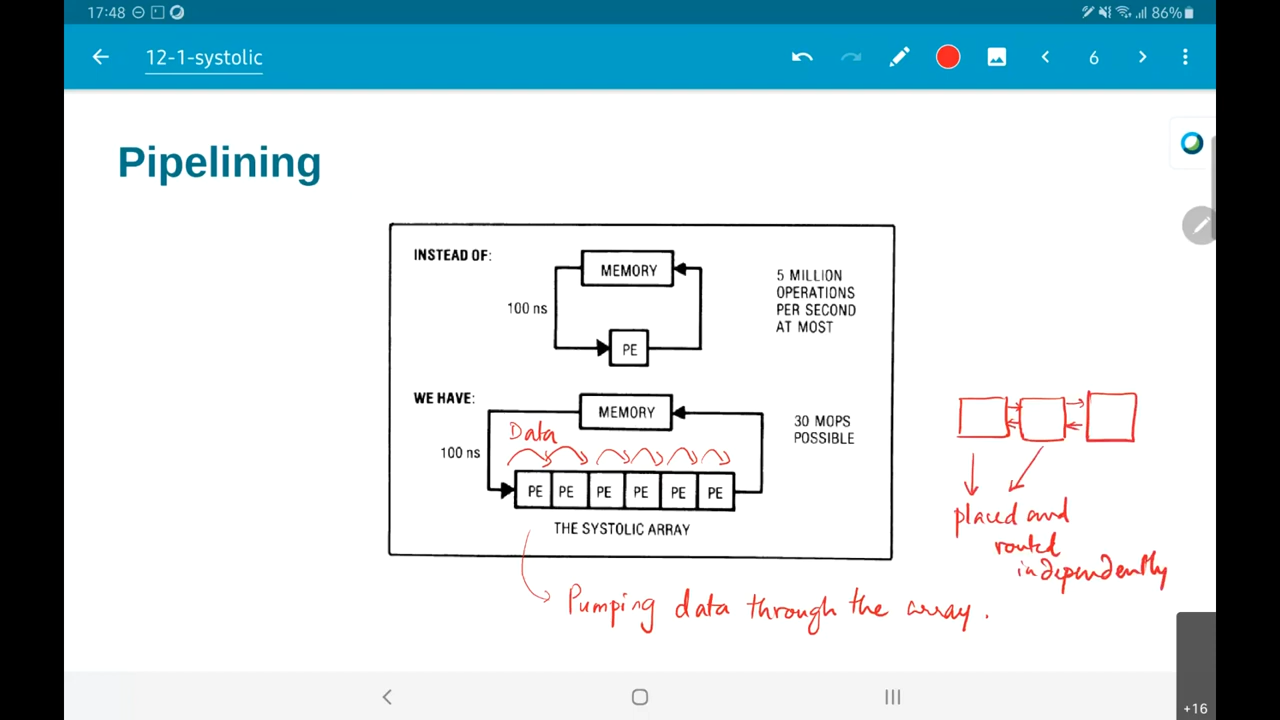 17:48
86%
12-1-systolic
6
Pipelining
INSTEAD OF:
MEMORY
100 ns
PE
5 MILLION
OPERATIONS
PER SECOND
AT MOST
WE HAVE:
MEMORY
30 MOPS
POSSIBLE
Data
100 ns
PE PE PE PE PE PE
THE SYSTOLIC ARRAY
Pumping data through the array.
placed and
routed
independently
+16